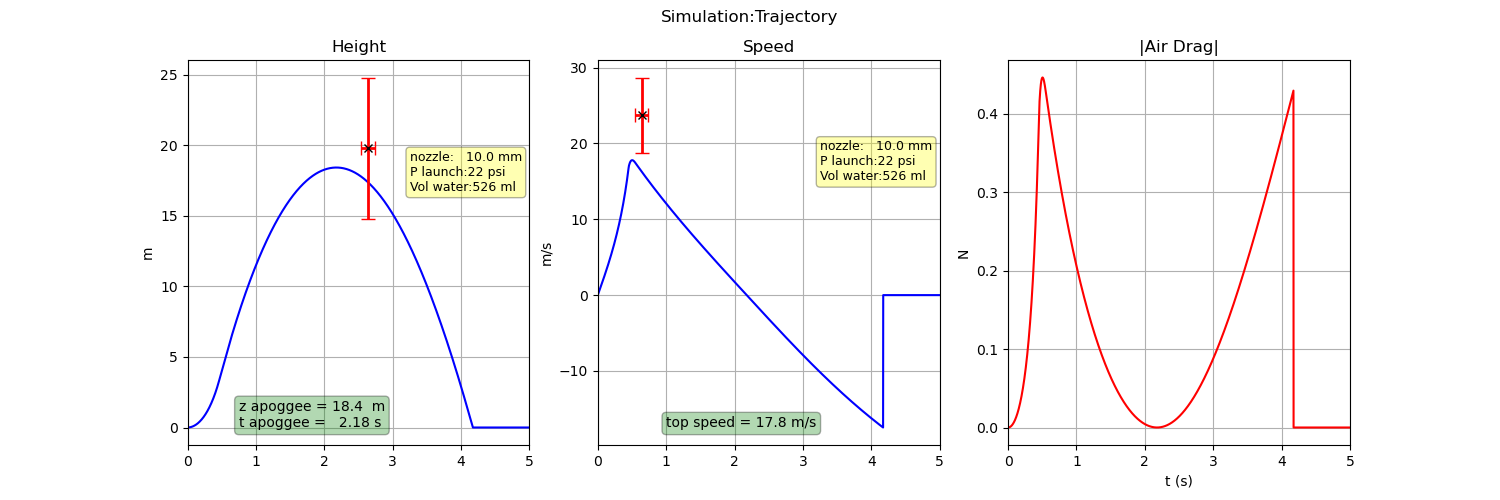 Simulation:Trajectory
Height
25
20
15
10
5
0
m
nozzle:   10.0 mm
P launch:22 psi
Vol water:526 ml
z apoggee = 18.4  m
t apoggee =   2.18 s
0 1 2 3 4 5
Speed
30
20
10
0
−10
m/s
nozzle:   10.0 mm
P launch:22 psi
Vol water:526 ml
top speed = 17.8 m/s
0 1 2 3 4 5
|Air Drag|
0.4
0.3
0.2
0.1
0.0
N
0 1 2 3 4 5
t (s)